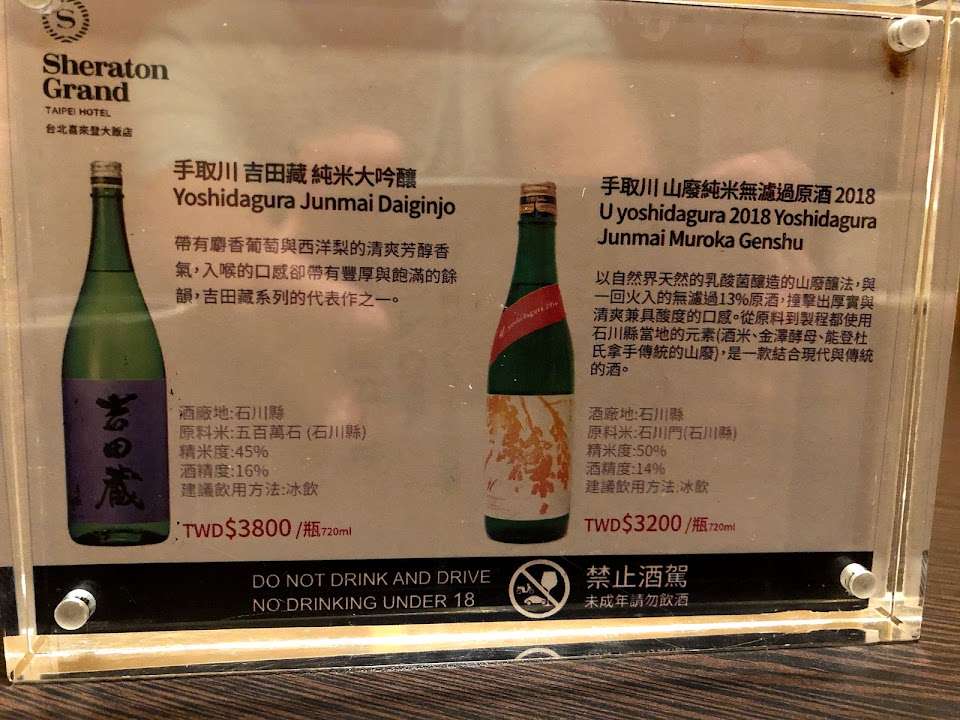 S
Sheraton
Grand
TAIPEI HOTEL
台北喜來登大飯店
手取川 吉田藏 純米大吟釀
Yoshidagura Junmai Daiginjo
帶有麝香葡萄與西洋梨的清爽芳醇香
氣,入喉的口感卻帶有豐厚與飽滿的餘
韻,吉田藏系列的代表作之一。
酒廠地:石川縣
原料米:五百萬石 (石川縣)
精米度:45%
酒精度:16%
建議飲用方法:冰飲
TWD$3800 /瓶720ml
吉田蔵
手取川 山廢純米無濾過原酒 2018
U yoshidagura 2018 Yoshidagura
Junmai Muroka Genshu
以自然界天然的乳酸菌釀造的山廢釀法,與
一回火入的無濾過13%原酒,撞擊出厚實與
清爽兼具酸度的口感。從原料到製程都使用
石川縣當地的元素(酒米、金澤酵母、能登杜
氏拿手傳統的山廢),是一款結合現代與傳統
的酒。
酒廠地:石川縣
原料米:石川門(石川縣)
精米度:50%
酒精度:14%
建議飲用方法:冰飲
TWD$3200 /瓶720ml
yoshidagura 2018
DO NOT DRINK AND DRIVE
NO DRINKING UNDER 18
禁止酒駕
未成年請勿飲酒